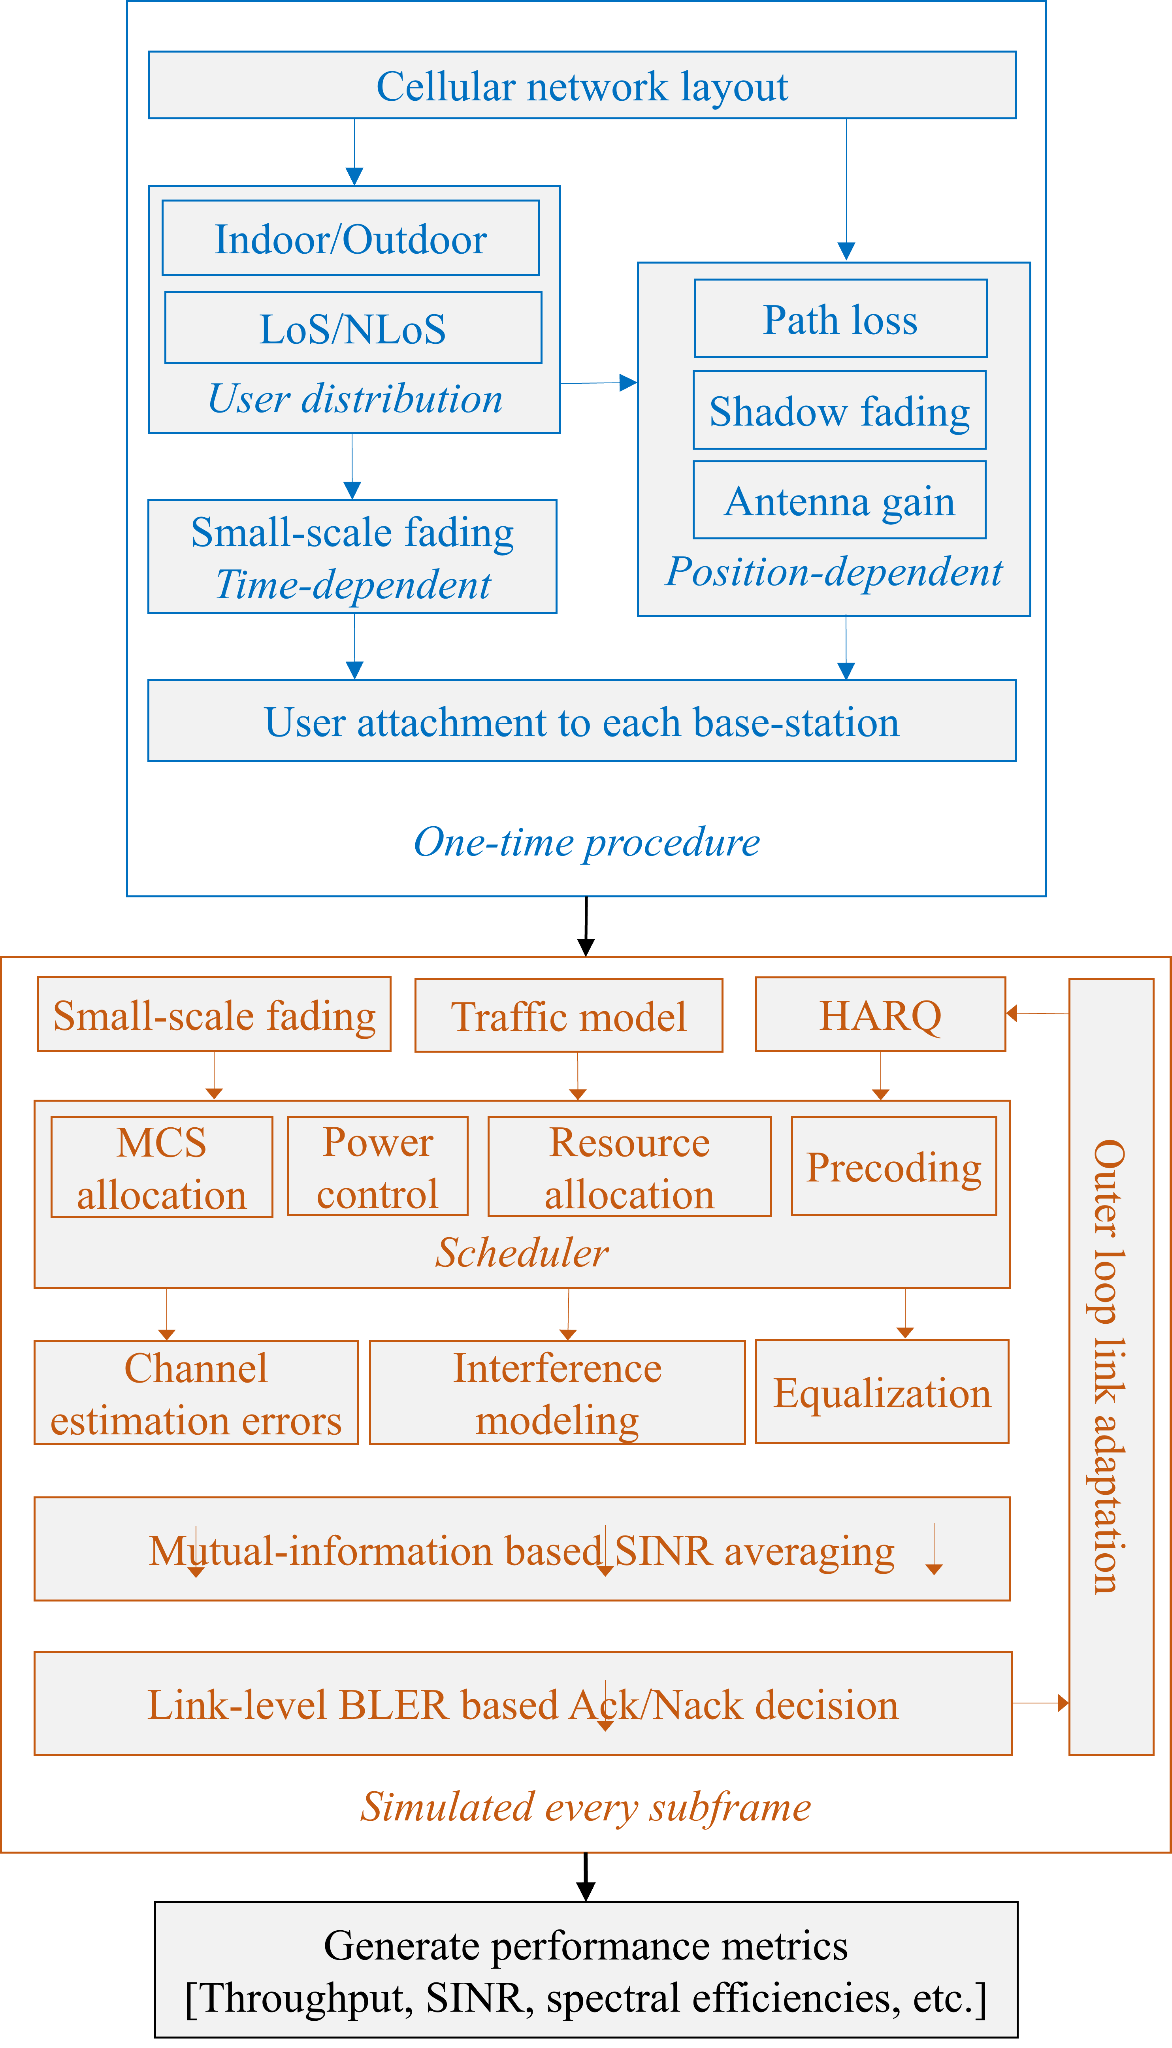 Cellular network layout
Indoor/Outdoor
LoS/NLoS
User distribution
Path loss
Shadow fading
Antenna gain
Position-dependent
Small-scale fading
Time-dependent
User attachment to each base-station
One-time procedure
Small-scale fading
Traffic model
HARQ
MCS
allocation
Power
control
Resource
allocation
Precoding
Scheduler
Channel
estimation errors
Interference
modeling
Equalization
Outer loop link adaptation
Mutual-information based SINR averaging
Link-level BLER based Ack/Nack decision
Simulated every subframe
Generate performance metrics
[Throughput, SINR, spectral efficiencies, etc.]